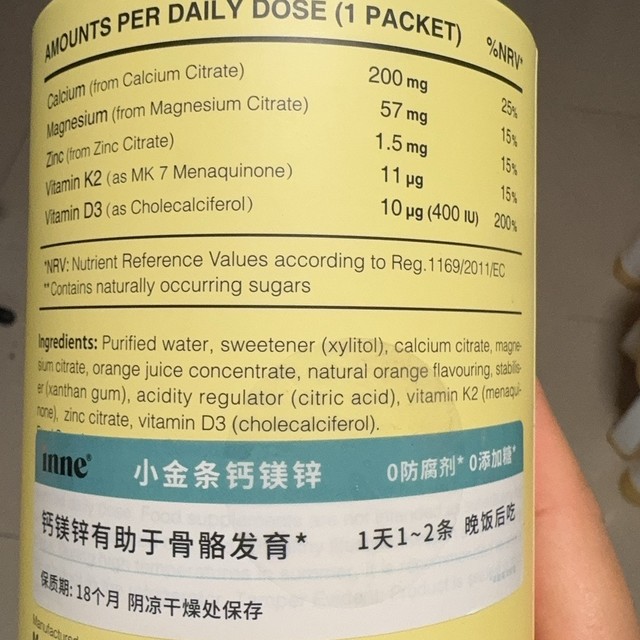 AMOUNTS PER DAILY DOSE (1 PACKET) %NRV*
Calcium (from Calcium Citrate) 200 mg 25%
Magnesium (from Magnesium Citrate) 57 mg 15%
Zinc (from Zinc Citrate) 1.5 mg 15%
Vitamin K2 (as MK 7 Menaquinone) 11 µg 15%
Vitamin D3 (as Cholecalciferol) 10 µg (400 IU) 200%
*NRV: Nutrient Reference Values according to Reg.1169/2011/EC
**Contains naturally occurring sugars
Ingredients: Purified water, sweetener (xylitol), calcium citrate, magne-
sium citrate, orange juice concentrate, natural orange flavouring, stabilis-
er (xanthan gum), acidity regulator (citric acid), vitamin K2 (menaqui-
none), zinc citrate, vitamin D3 (cholecalciferol).
inne® 小金条钙镁锌 0防腐剂* 0添加糖*
钙镁锌有助于骨骼发育* 1天1~2条 晚饭后吃
保质期: 18个月 阴凉干燥处保存
Manufactured